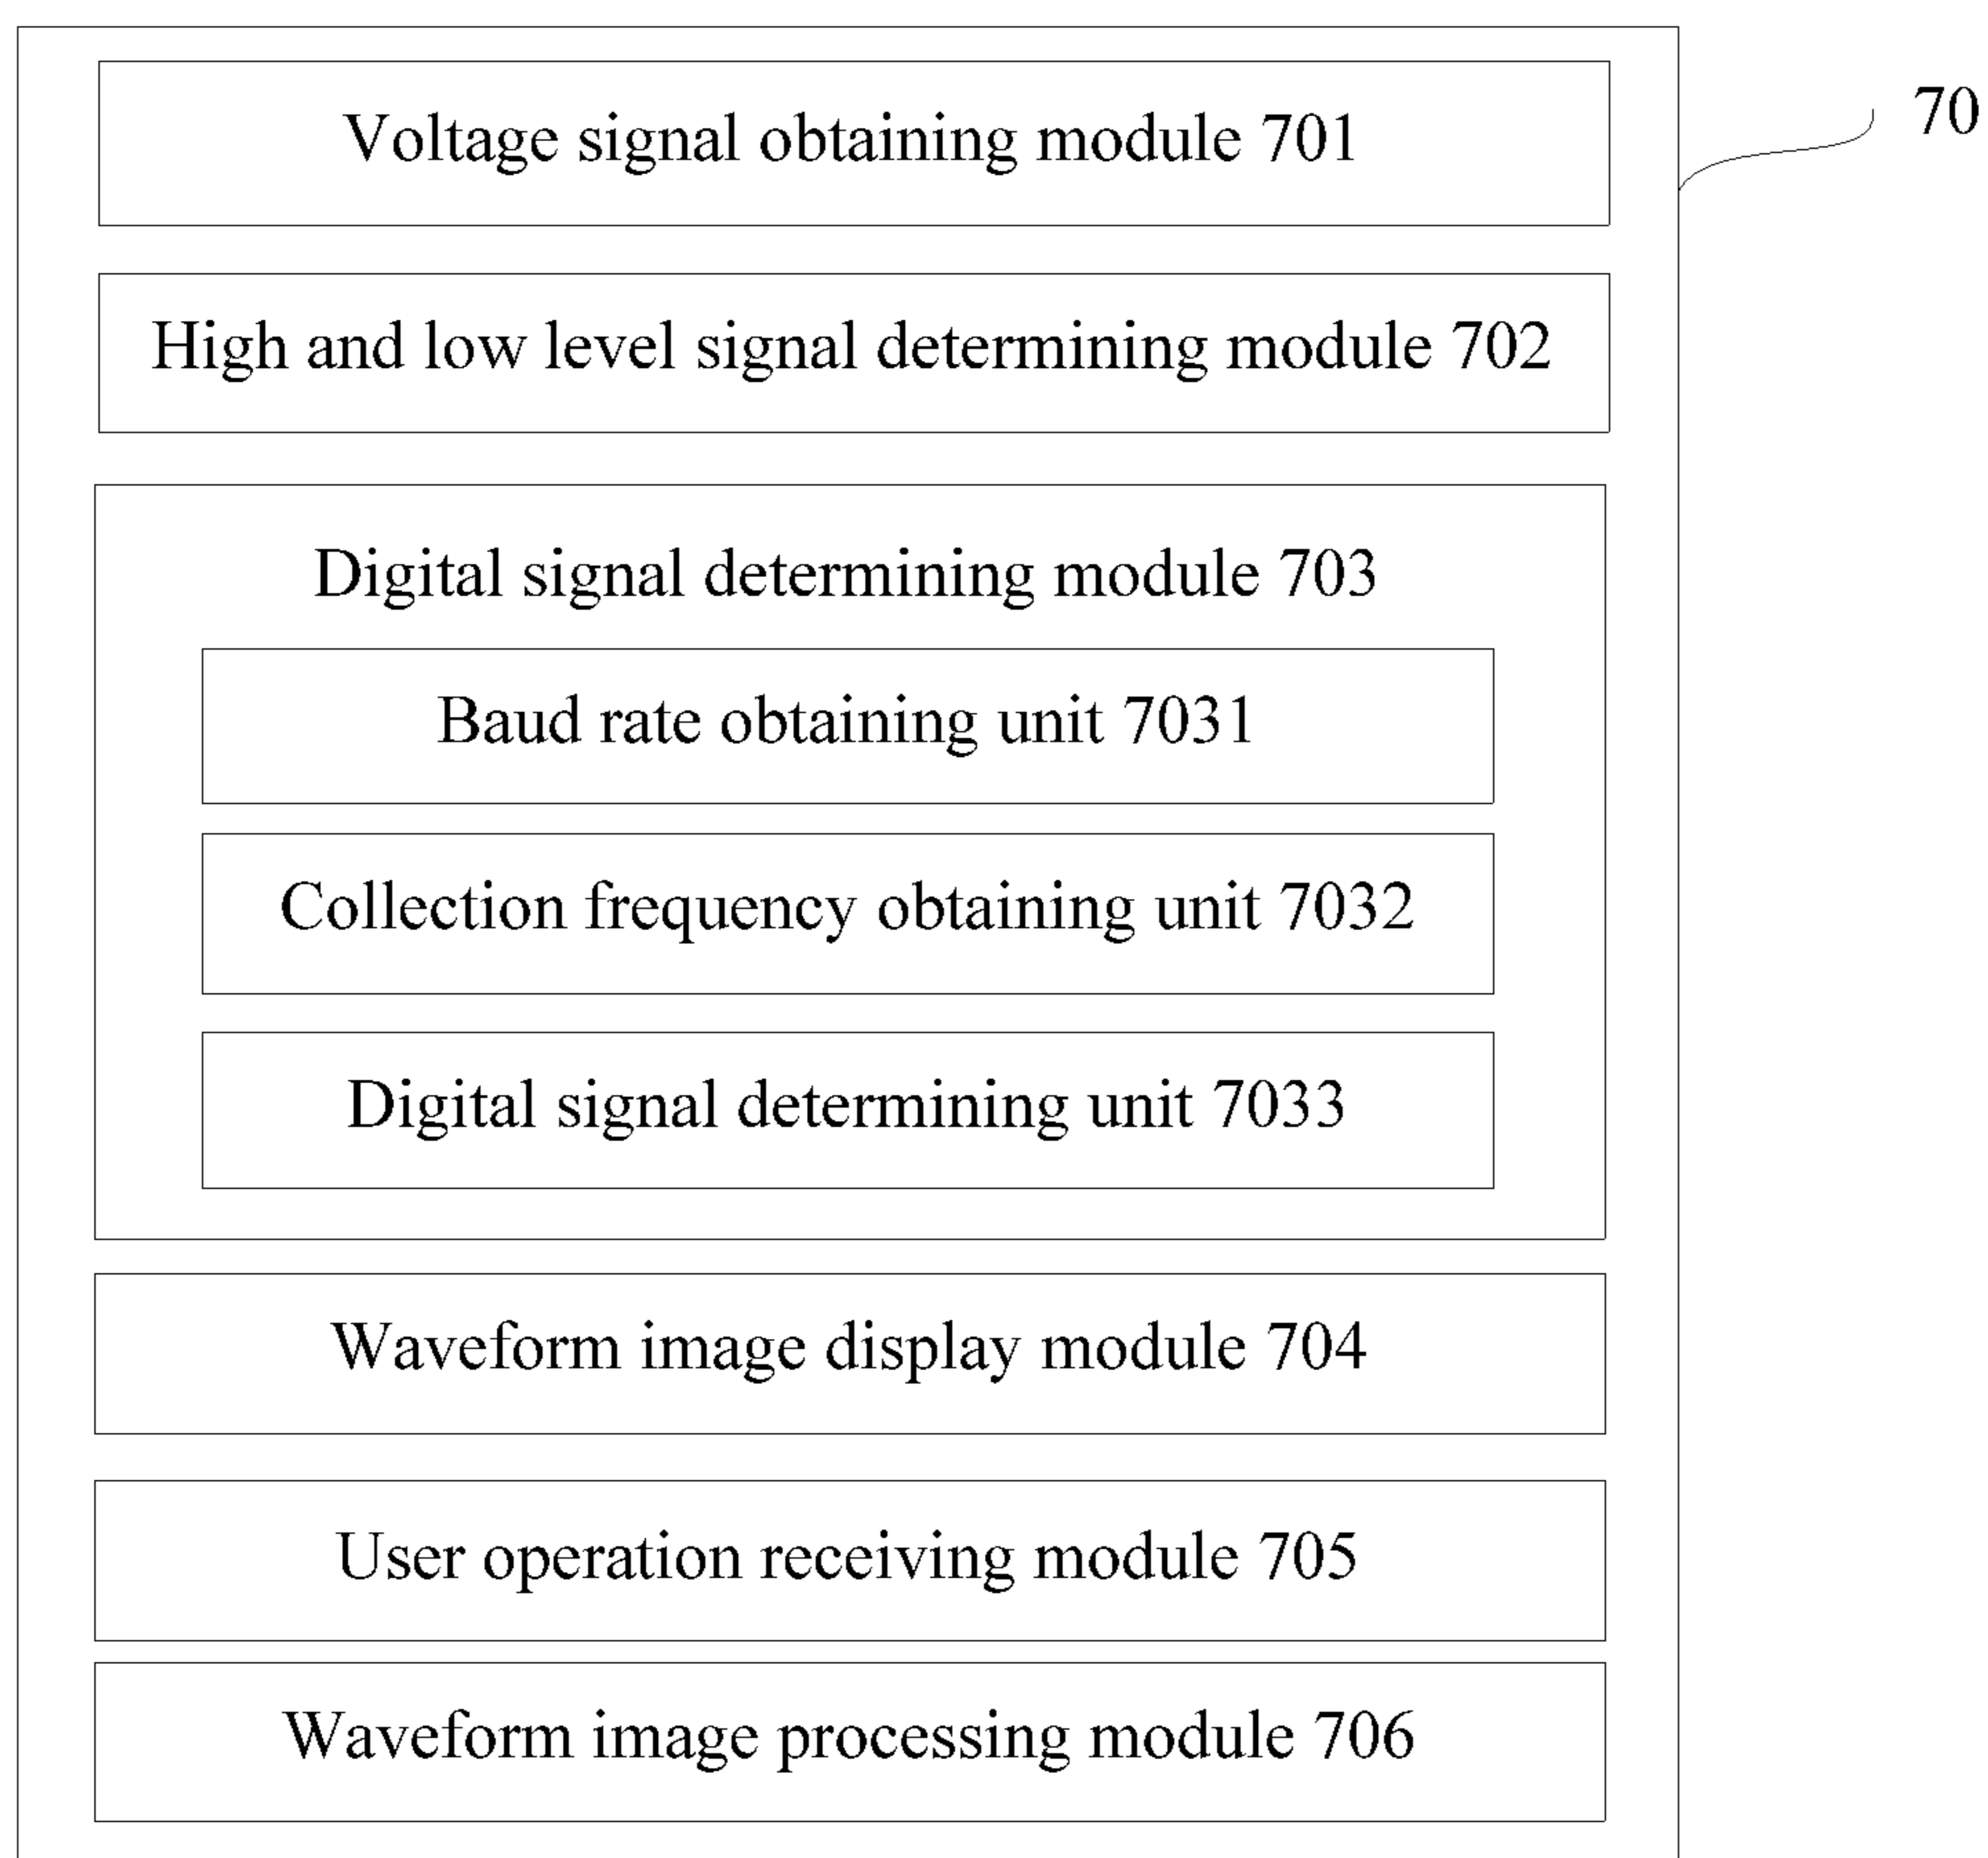 Voltage signal obtaining module 701
70
High and low level signal determining module 702
Digital signal determining module 703
Baud rate obtaining unit 7031
Collection frequency obtaining unit 7032
Digital signal determining unit 7033
Waveform image display module 704
User operation receiving module 705
Waveform image processing module 706